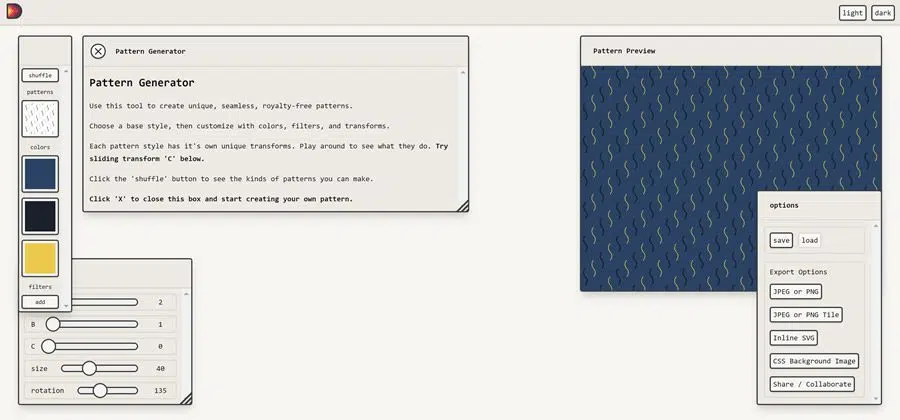 light dark
shuffle
patterns
colors
filters
add
Pattern Generator
Pattern Generator
Use this tool to create unique, seamless, royalty-free patterns.
Choose a base style, then customize with colors, filters, and transforms.
Each pattern style has it's own unique transforms. Play around to see what they do. Try
sliding transform 'C' below.
Click the 'shuffle' button to see the kinds of patterns you can make.
Click 'X' to close this box and start creating your own pattern.
2
B 1
C 0
size 40
rotation 135
Pattern Preview
options
save load
Export Options
JPEG or PNG
JPEG or PNG Tile
Inline SVG
CSS Background Image
Share / Collaborate